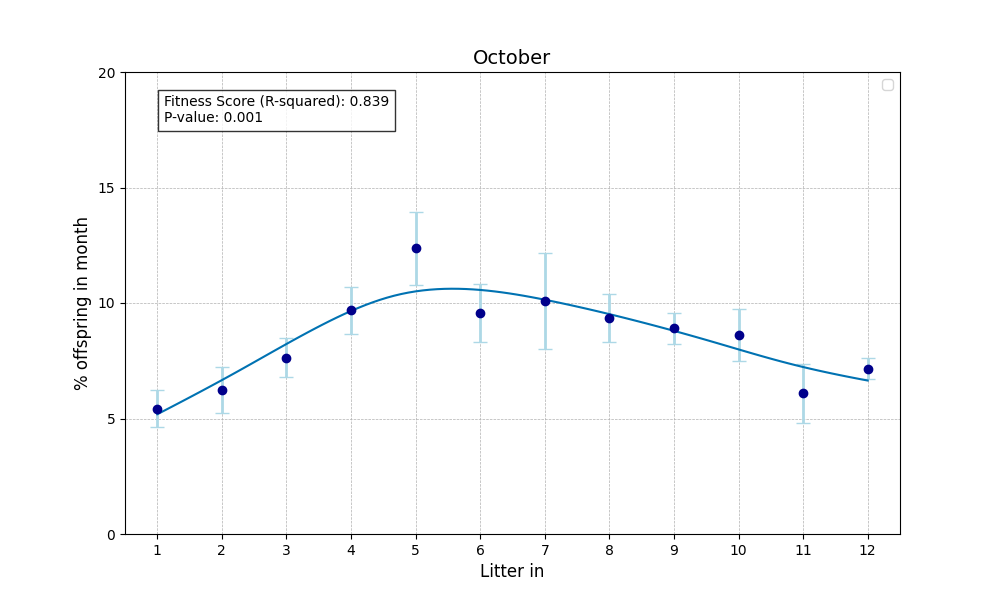 October
Fitness Score (R-squared): 0.839
P-value: 0.001
% offspring in month
20
15
10
5
0
1 2 3 4 5 6 7 8 9 10 11 12
Litter in